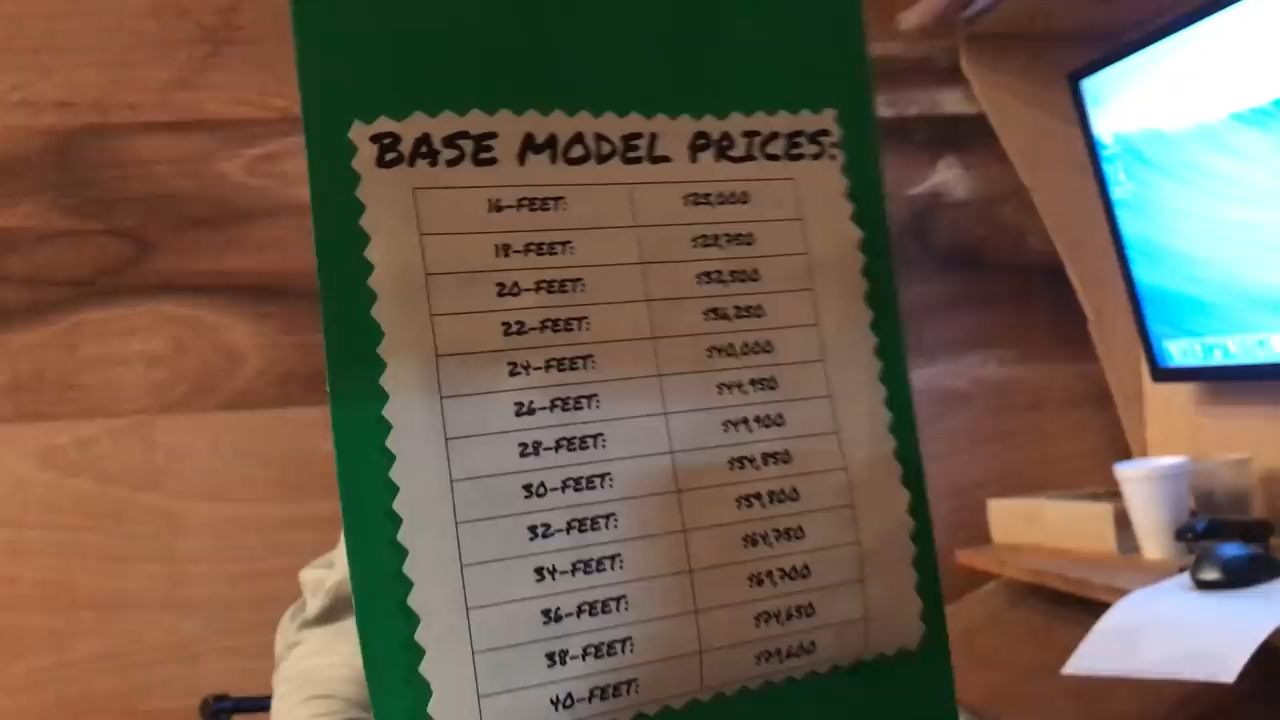 BASE MODEL PRICES:
16-FEET: $25,000
18-FEET: $28,750
20-FEET: $32,500
22-FEET: $36,250
24-FEET: $40,000
26-FEET: $44,950
28-FEET: $49,900
30-FEET: $54,850
32-FEET: $59,800
34-FEET: $64,750
36-FEET: $69,700
38-FEET: $74,650
40-FEET: $79,600